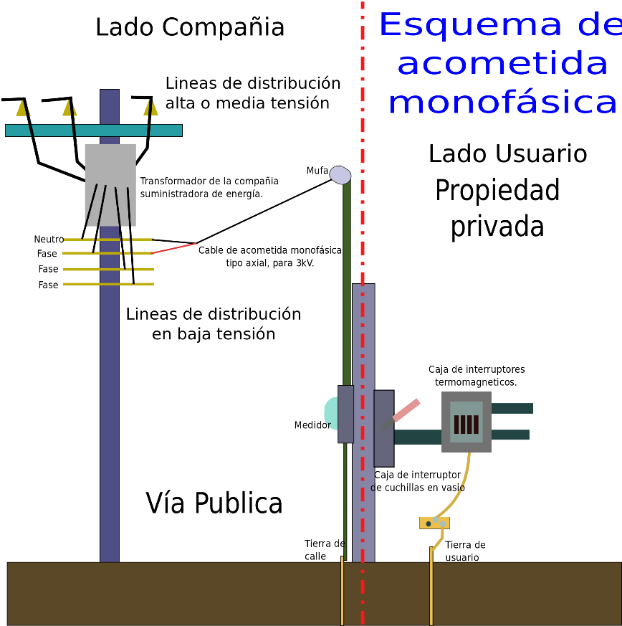 Lado Compañia
Esquema de
acometida
monofásica
Lineas de distribución
alta o media tensión
Lado Usuario
Propiedad
privada
Mufa
Transformador de la compañia
suministradora de energía.
Neutro
Fase
Fase
Fase
Cable de acometida monofásica
tipo axial, para 3kV.
Lineas de distribución
en baja tensión
Caja de interruptores
termomagneticos.
Medidor
Caja de interruptor
de cuchillas en vasio
Vía Publica
Tierra de
calle
Tierra de
usuario